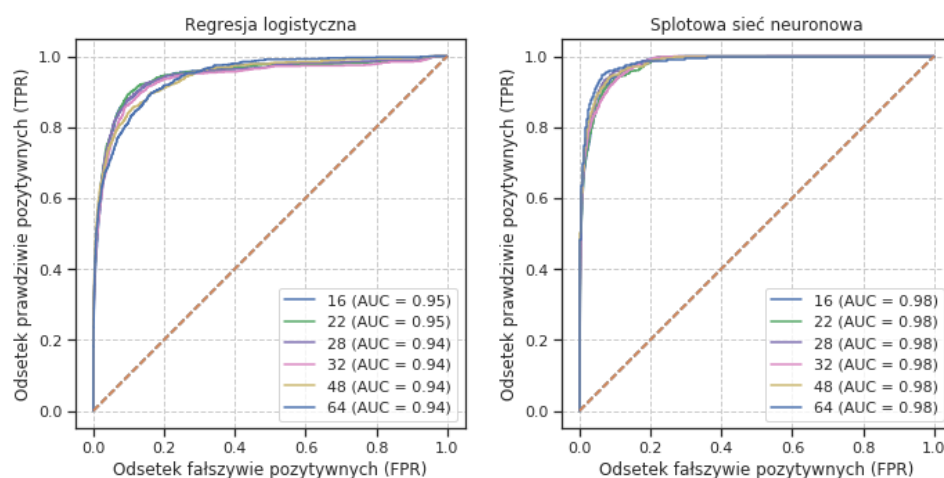 Regresja logistyczna
Odsetek prawdziwie pozytywnych (TPR)
1.0
0.8
0.6
0.4
0.2
0.0
16 (AUC = 0.95)
22 (AUC = 0.95)
28 (AUC = 0.94)
32 (AUC = 0.94)
48 (AUC = 0.94)
64 (AUC = 0.94)
0.0 0.2 0.4 0.6 0.8 1.0
Odsetek fałszywie pozytywnych (FPR)
Splotowa sieć neuronowa
Odsetek prawdziwie pozytywnych (TPR)
1.0
0.8
0.6
0.4
0.2
0.0
16 (AUC = 0.98)
22 (AUC = 0.98)
28 (AUC = 0.98)
32 (AUC = 0.98)
48 (AUC = 0.98)
64 (AUC = 0.98)
0.0 0.2 0.4 0.6 0.8 1.0
Odsetek fałszywie pozytywnych (FPR)